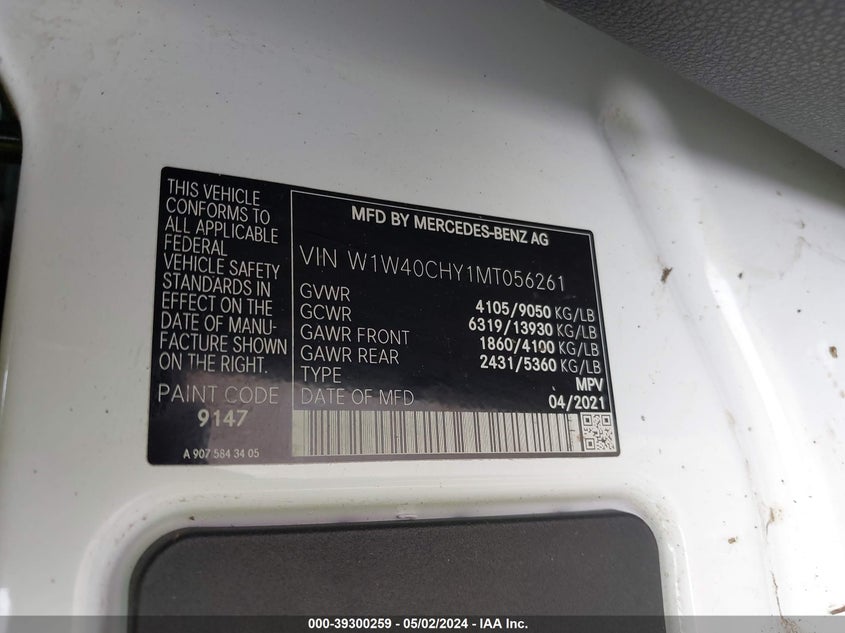 THIS VEHICLE
CONFORMS TO
ALL APPLICABLE
FEDERAL
VEHICLE SAFETY
STANDARDS IN
EFFECT ON THE
DATE OF MANU-
FACTURE SHOWN
ON THE RIGHT.
PAINT CODE
9147
A 907 584 34 05
MFD BY MERCEDES-BENZ AG
VIN W1W40CHY1MT056261
GVWR 4105/9050 KG/LB
GCWR 6319/13930 KG/LB
GAWR FRONT 1860/4100 KG/LB
GAWR REAR 2431/5360 KG/LB
TYPE MPV
DATE OF MFD 04/2021
000-39300259 - 05/02/2024 - IAA Inc.